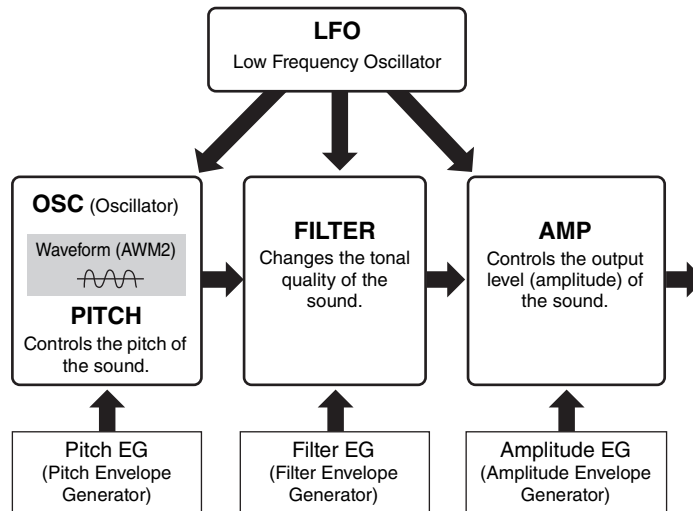 LFO
Low Frequency Oscillator
OSC (Oscillator)
Waveform (AWM2)
PITCH
Controls the pitch of
the sound.
FILTER
Changes the tonal
quality of the
sound.
AMP
Controls the output
level (amplitude) of
the sound.
Pitch EG
(Pitch Envelope
Generator)
Filter EG
(Filter Envelope
Generator)
Amplitude EG
(Amplitude Envelope
Generator)